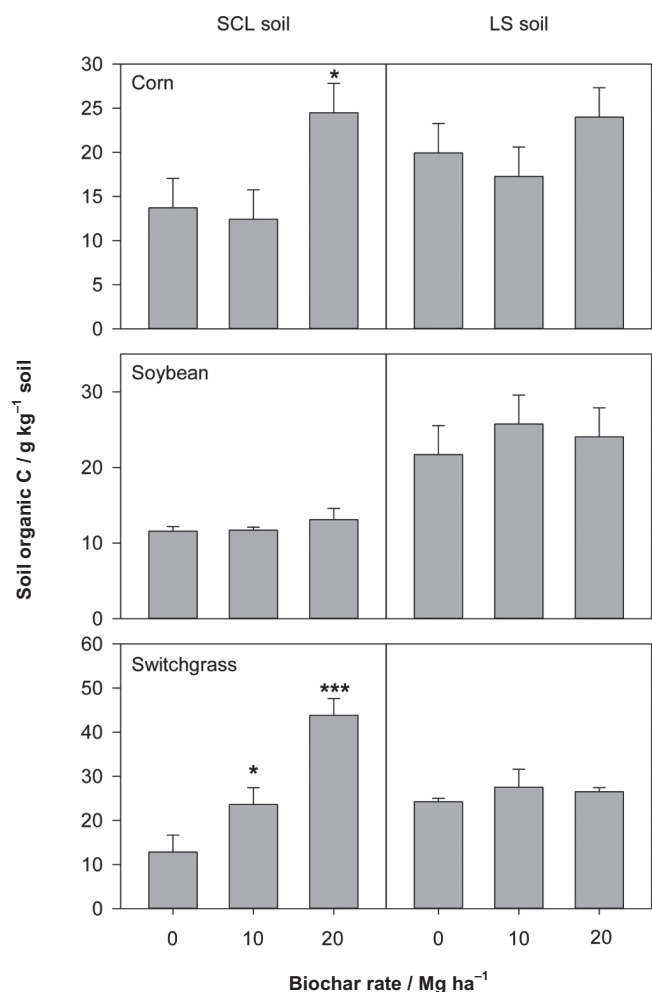 SCL soil
LS soil
Soil organic C / g kg⁻¹ soil
Corn
*
30
25
20
15
10
5
0
Soybean
30
20
10
0
Switchgrass
*
***
60
50
40
30
20
10
0
0 10 20 0 10 20
Biochar rate / Mg ha⁻¹